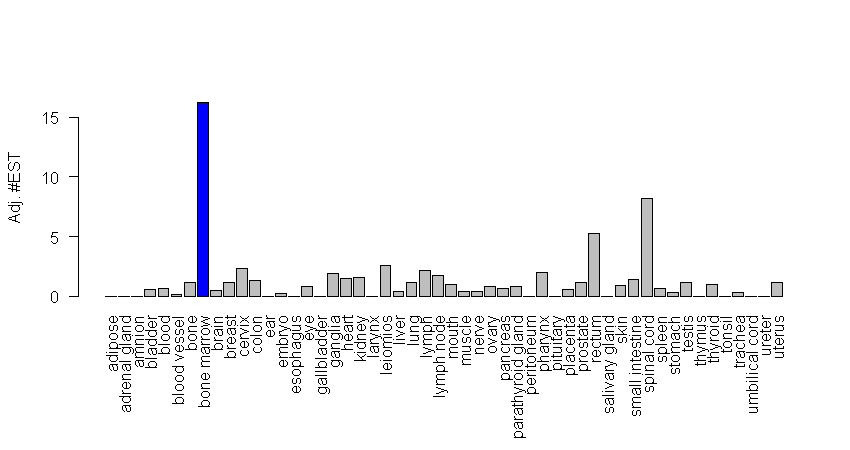 Adj. #EST
15
10
5
0
adipose
adrenal gland
amnion
bladder
blood
blood vessel
bone
bone marrow
brain
breast
cervix
colon
ear
embryo
esophagus
eye
gallbladder
ganglia
heart
kidney
larynx
leiomios
liver
lung
lymph
lymph node
mouth
muscle
nerve
ovary
pancreas
parathyroid gland
peritoneum
pharynx
pituitary
placenta
prostate
rectum
salivary gland
skin
small intestine
spinal cord
spleen
stomach
testis
thymus
thyroid
tonsil
trachea
umbilical cord
ureter
uterus